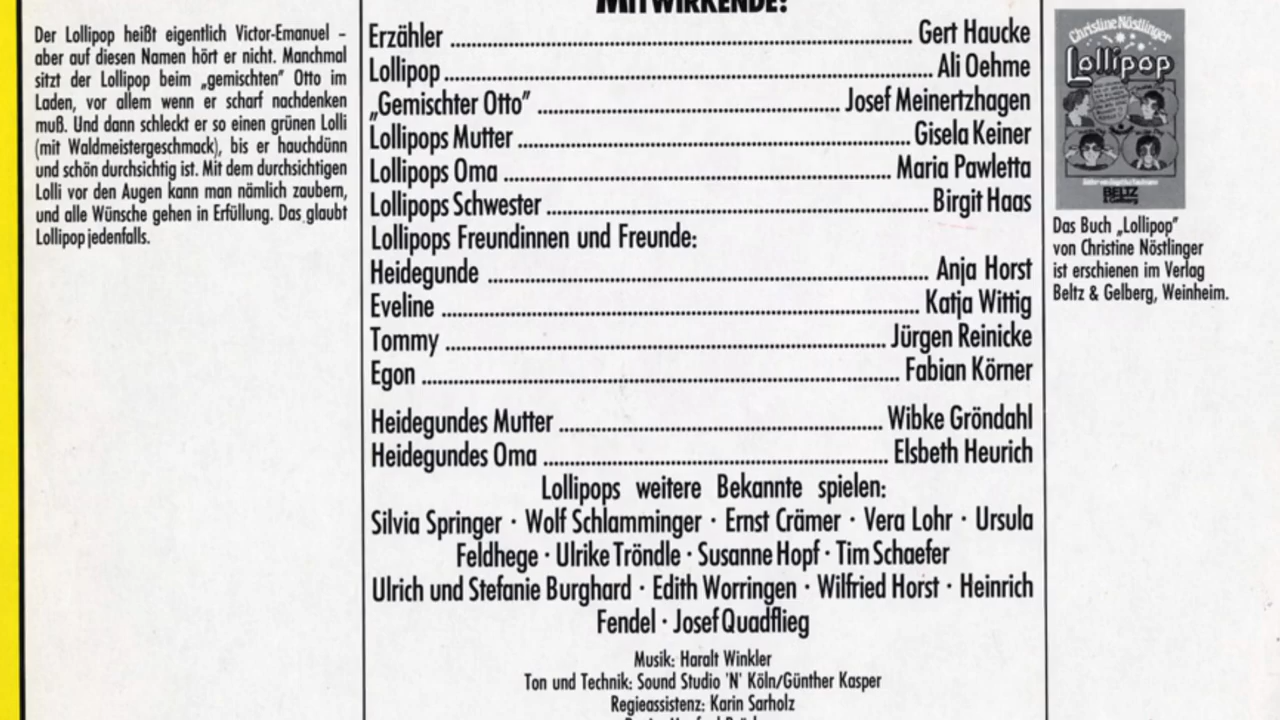 Der Lollipop heißt eigentlich Victor-Emanuel –
aber auf diesen Namen hört er nicht. Manchmal
sitzt der Lollipop beim „gemischten" Otto im
Laden, vor allem wenn er scharf nachdenken
muß. Und dann schleckt er so einen grünen Lolli
(mit Waldmeistergeschmack), bis er hauchdünn
und schön durchsichtig ist. Mit dem durchsichtigen
Lolli vor den Augen kann man nämlich zaubern,
und alle Wünsche gehen in Erfüllung. Das glaubt
Lollipop jedenfalls.
MITWIRKENDE:
Erzähler ........ Gert Haucke
Lollipop ........ Ali Oehme
„Gemischter Otto" ........ Josef Meinertzhagen
Lollipops Mutter ........ Gisela Keiner
Lollipops Oma ........ Maria Pawletta
Lollipops Schwester ........ Birgit Haas
Lollipops Freundinnen und Freunde:
Heidegunde ........ Anja Horst
Eveline ........ Katja Wittig
Tommy ........ Jürgen Reinicke
Egon ........ Fabian Körner
Heidegundes Mutter ........ Wibke Gröndahl
Heidegundes Oma ........ Elsbeth Heurich
Lollipops weitere Bekannte spielen:
Silvia Springer · Wolf Schlamminger · Ernst Crämer · Vera Lohr · Ursula
Feldhege · Ulrike Tröndle · Susanne Hopf · Tim Schaefer
Ulrich und Stefanie Burghard · Edith Worringen · Wilfried Horst · Heinrich
Fendel · Josef Quadflieg
Musik: Haralt Winkler
Ton und Technik: Sound Studio 'N' Köln/Günther Kasper
Regieassistenz: Karin Sarholz
Christine Nöstlinger
Lollipop
BELTZ
& Gelberg
Das Buch „Lollipop"
von Christine Nöstlinger
ist erschienen im Verlag
Beltz & Gelberg, Weinheim.